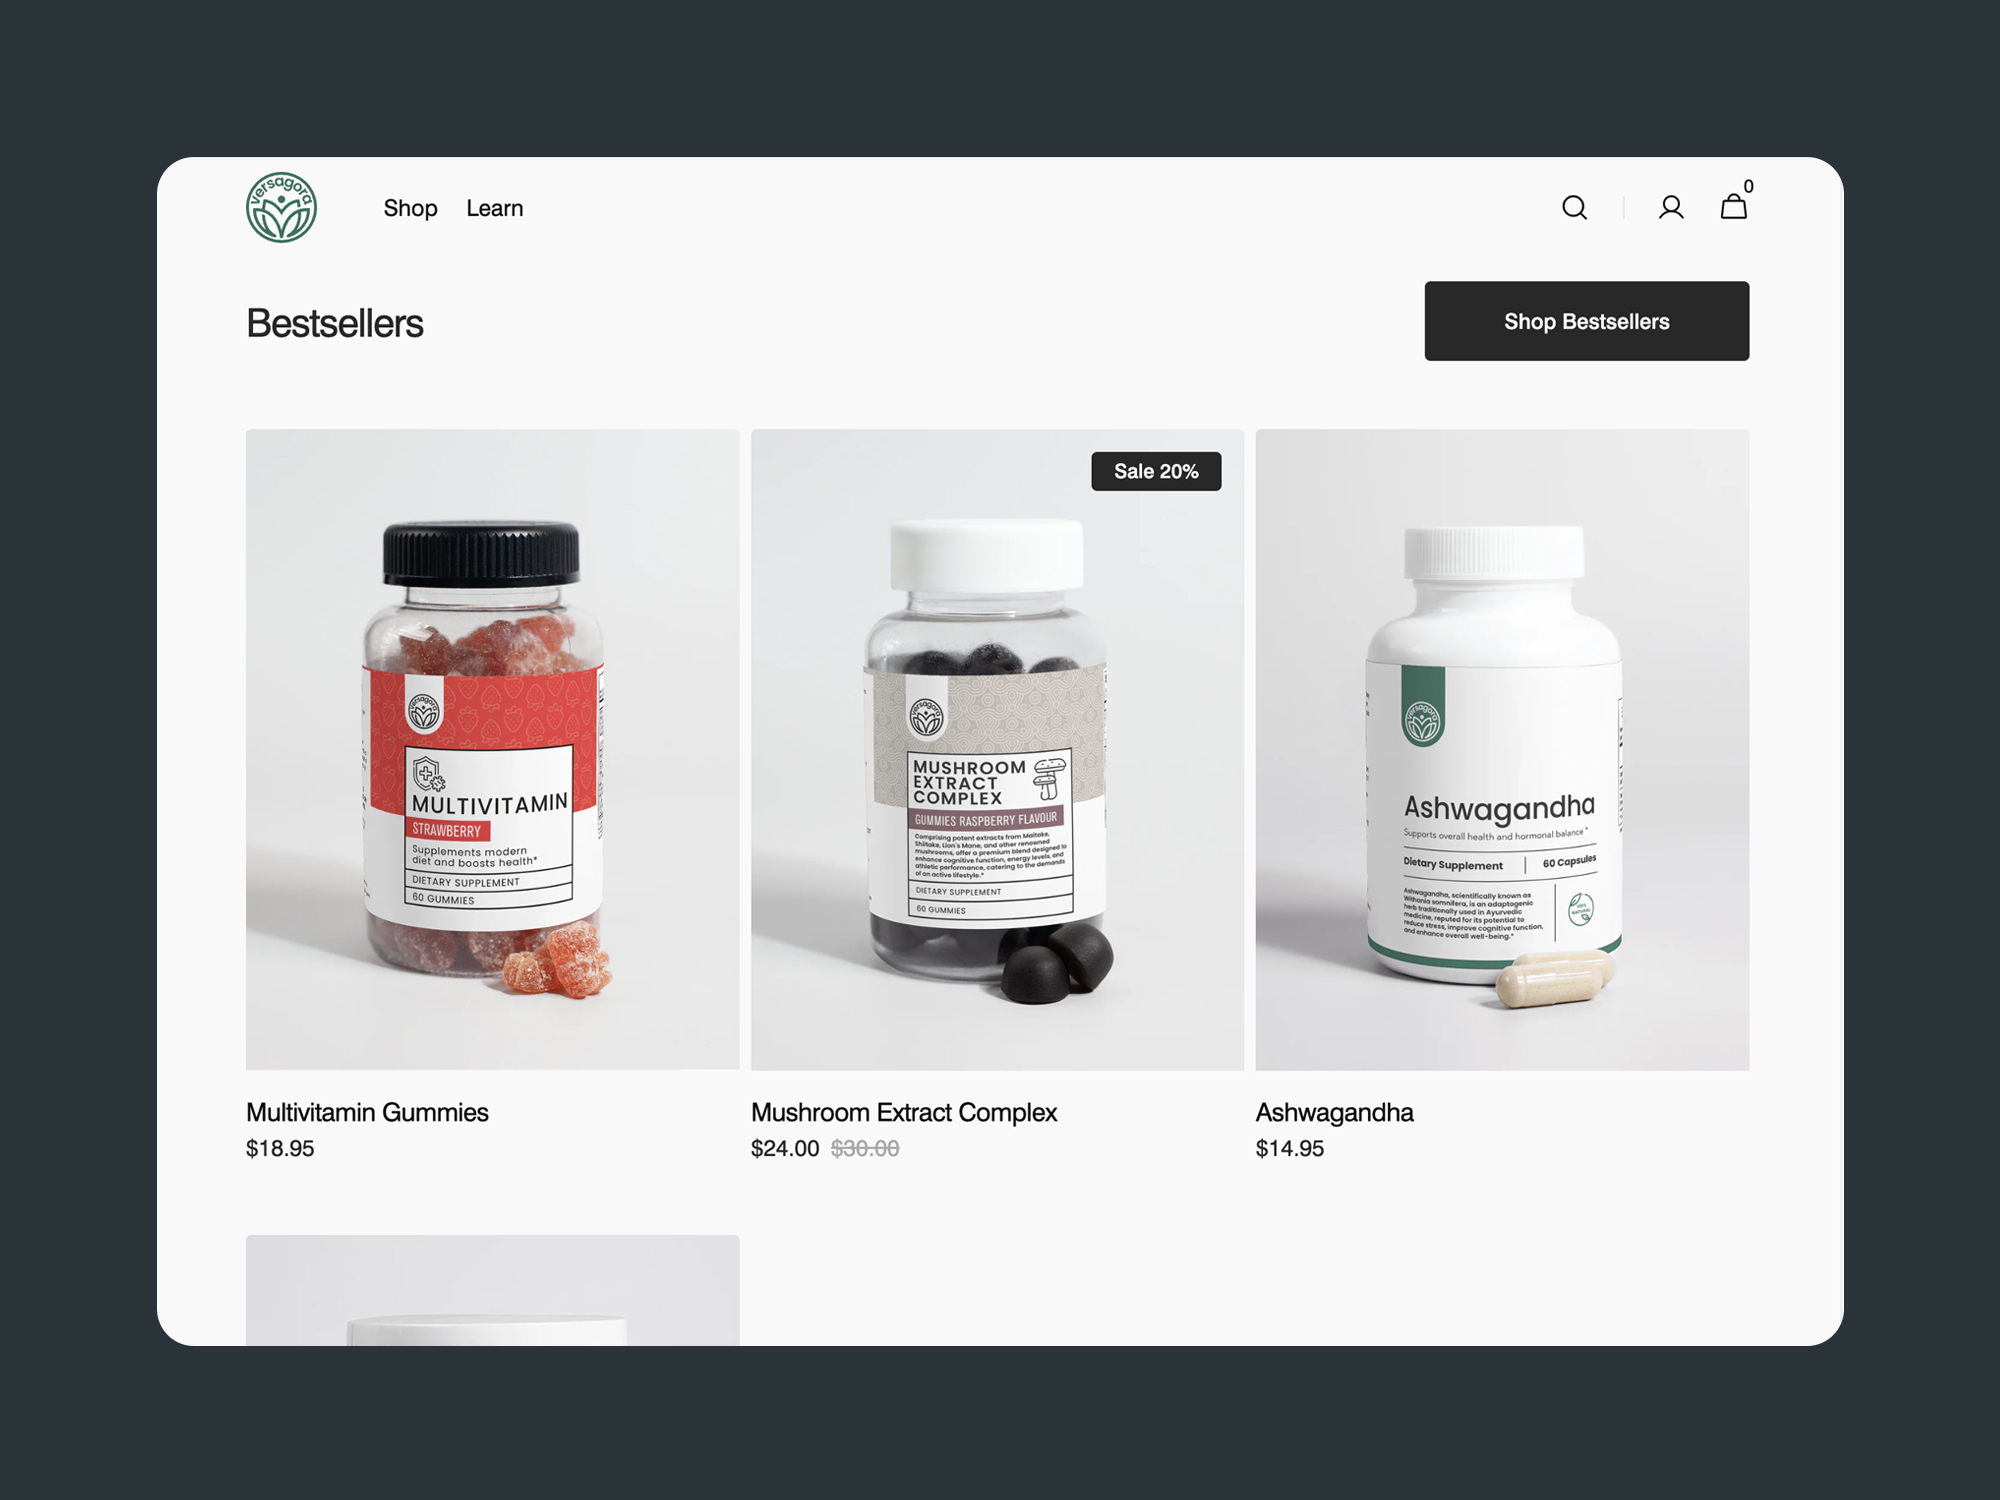 versagora
Shop
Learn
0
Bestsellers
Shop Bestsellers
Sale 20%
versagora
MULTIVITAMIN
STRAWBERRY
Supplements modern
diet and boosts health*
DIETARY SUPPLEMENT
60 GUMMIES
versagora
MUSHROOM
EXTRACT
COMPLEX
GUMMIES RASPBERRY FLAVOUR
Comprising potent extracts from Maitake,
Shiitake, Lion's Mane, and other renowned
mushrooms, offer a premium blend designed to
enhance cognitive function, energy levels, and
athletic performance, catering to the demands
of an active lifestyle.*
DIETARY SUPPLEMENT
60 GUMMIES
versagora
Ashwagandha
Supports overall health and hormonal balance*
Dietary Supplement
60 Capsules
Ashwagandha, scientifically known as
Withania somnifera, is an adaptogenic
herb traditionally used in Ayurvedic
medicine, reputed for its potential to
reduce stress, improve cognitive function,
and enhance overall well-being.*
100%
NATURAL
Multivitamin Gummies
$18.95
Mushroom Extract Complex
$24.00 $30.00
Ashwagandha
$14.95